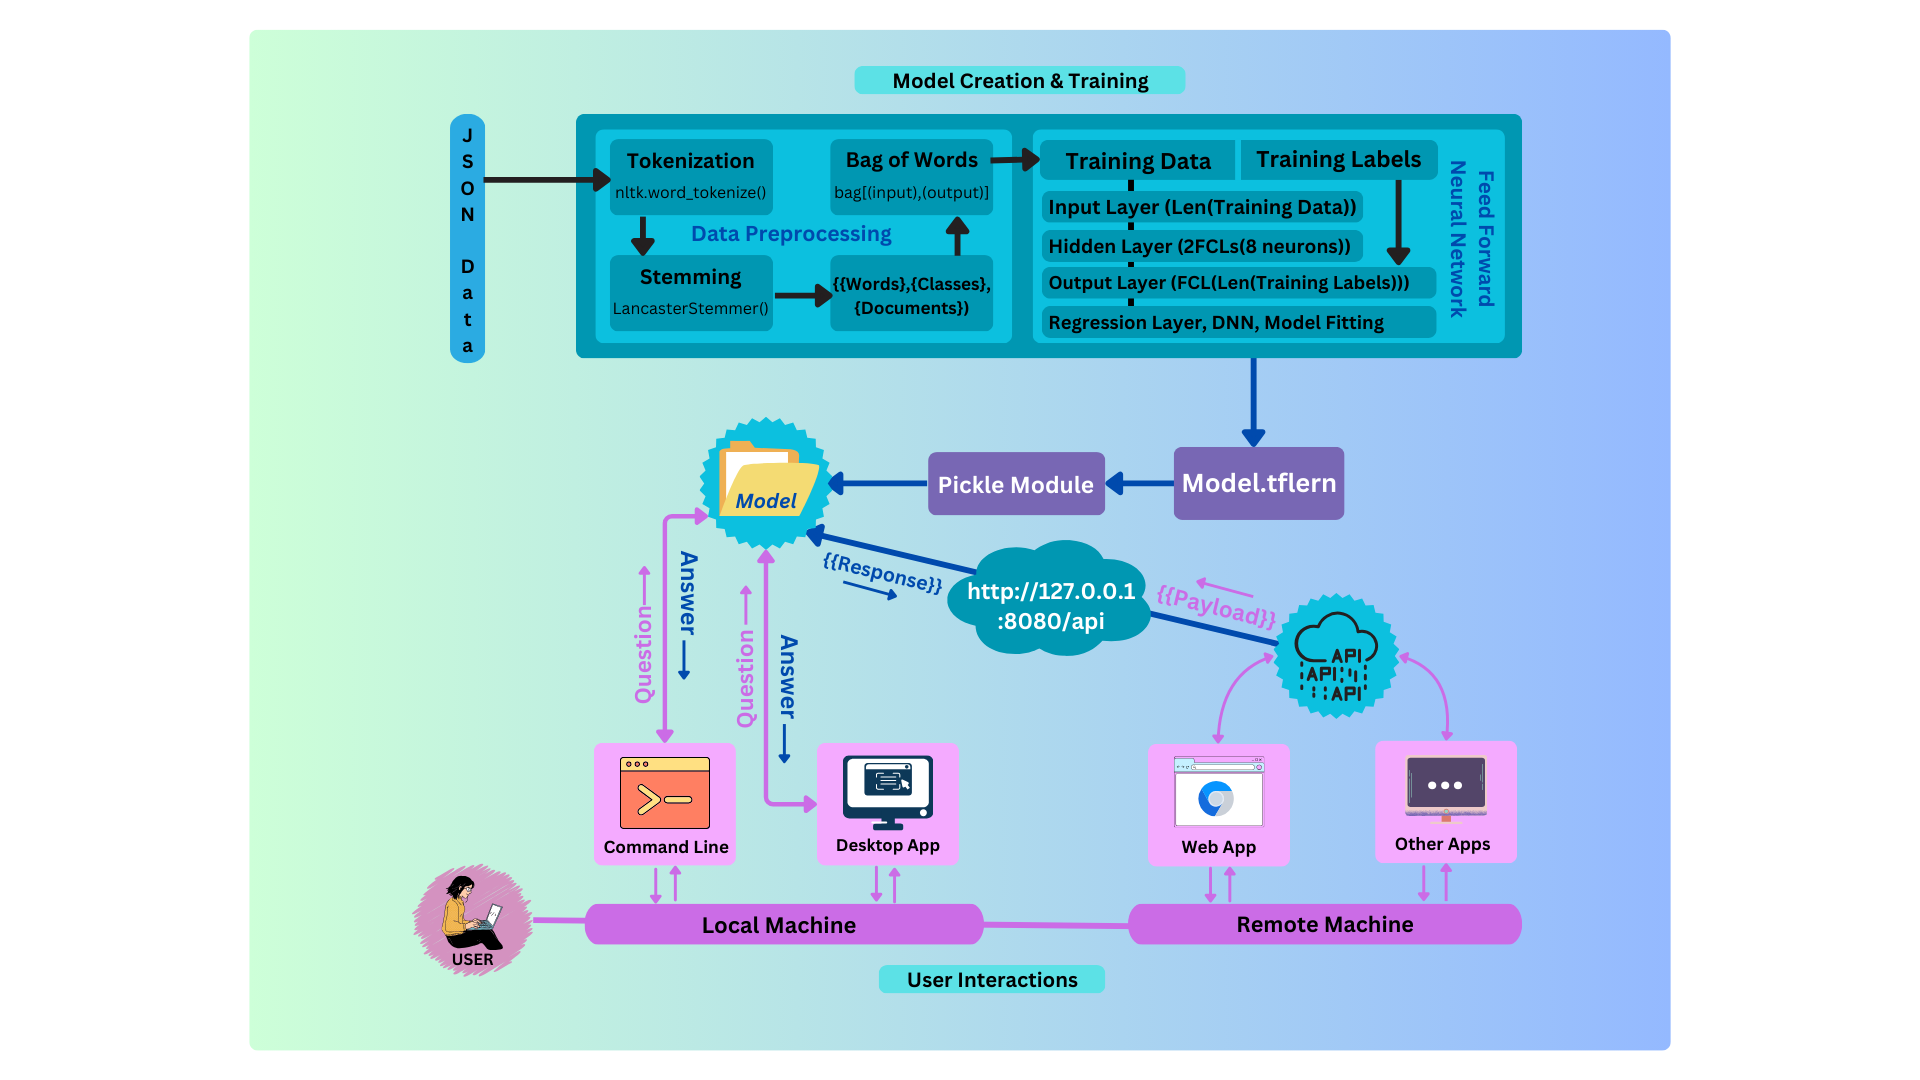 Model Creation & Training
JSON Data
Tokenization
nltk.word_tokenize()
Bag of Words
bag[(input),(output)]
Data Preprocessing
Stemming
LancasterStemmer()
{{Words},{Classes},
{Documents})
Training Data
Training Labels
Input Layer (Len(Training Data))
Hidden Layer (2FCLs(8 neurons))
Output Layer (FCL(Len(Training Labels)))
Regression Layer, DNN, Model Fitting
Feed Forward
Neural Network
Model
Pickle Module
Model.tflern
{{Response}}
http://127.0.0.1
:8080/api
{{Payload}}
API
API
API
Question
Answer
Question
Answer
Command Line
Desktop App
Web App
Other Apps
USER
Local Machine
Remote Machine
User Interactions